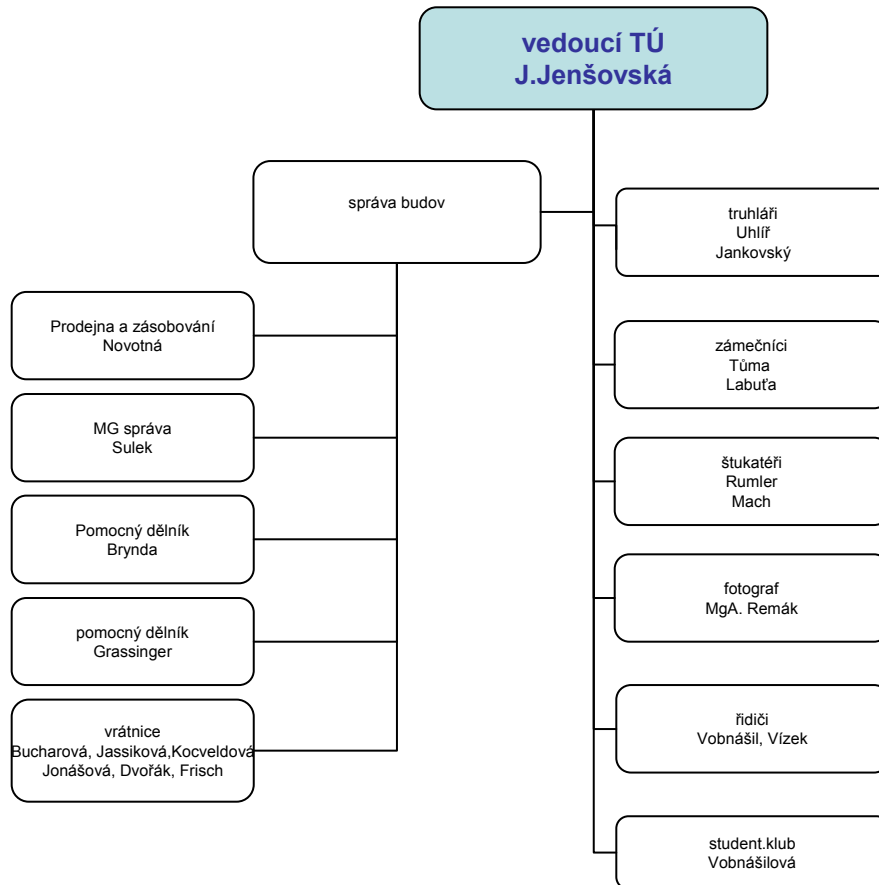 vedoucí TÚ
J.Jenšovská
správa budov
Prodejna a zásobování
Novotná
MG správa
Sulek
Pomocný dělník
Brynda
pomocný dělník
Grassinger
vrátnice
Bucharová, Jassiková,Kocveldová
Jonášová, Dvořák, Frisch
truhláři
Uhlíř
Jankovský
zámečníci
Tůma
Labuťa
štukatéři
Rumler
Mach
fotograf
MgA. Remák
řidiči
Vobnášil, Vízek
student.klub
Vobnášilová